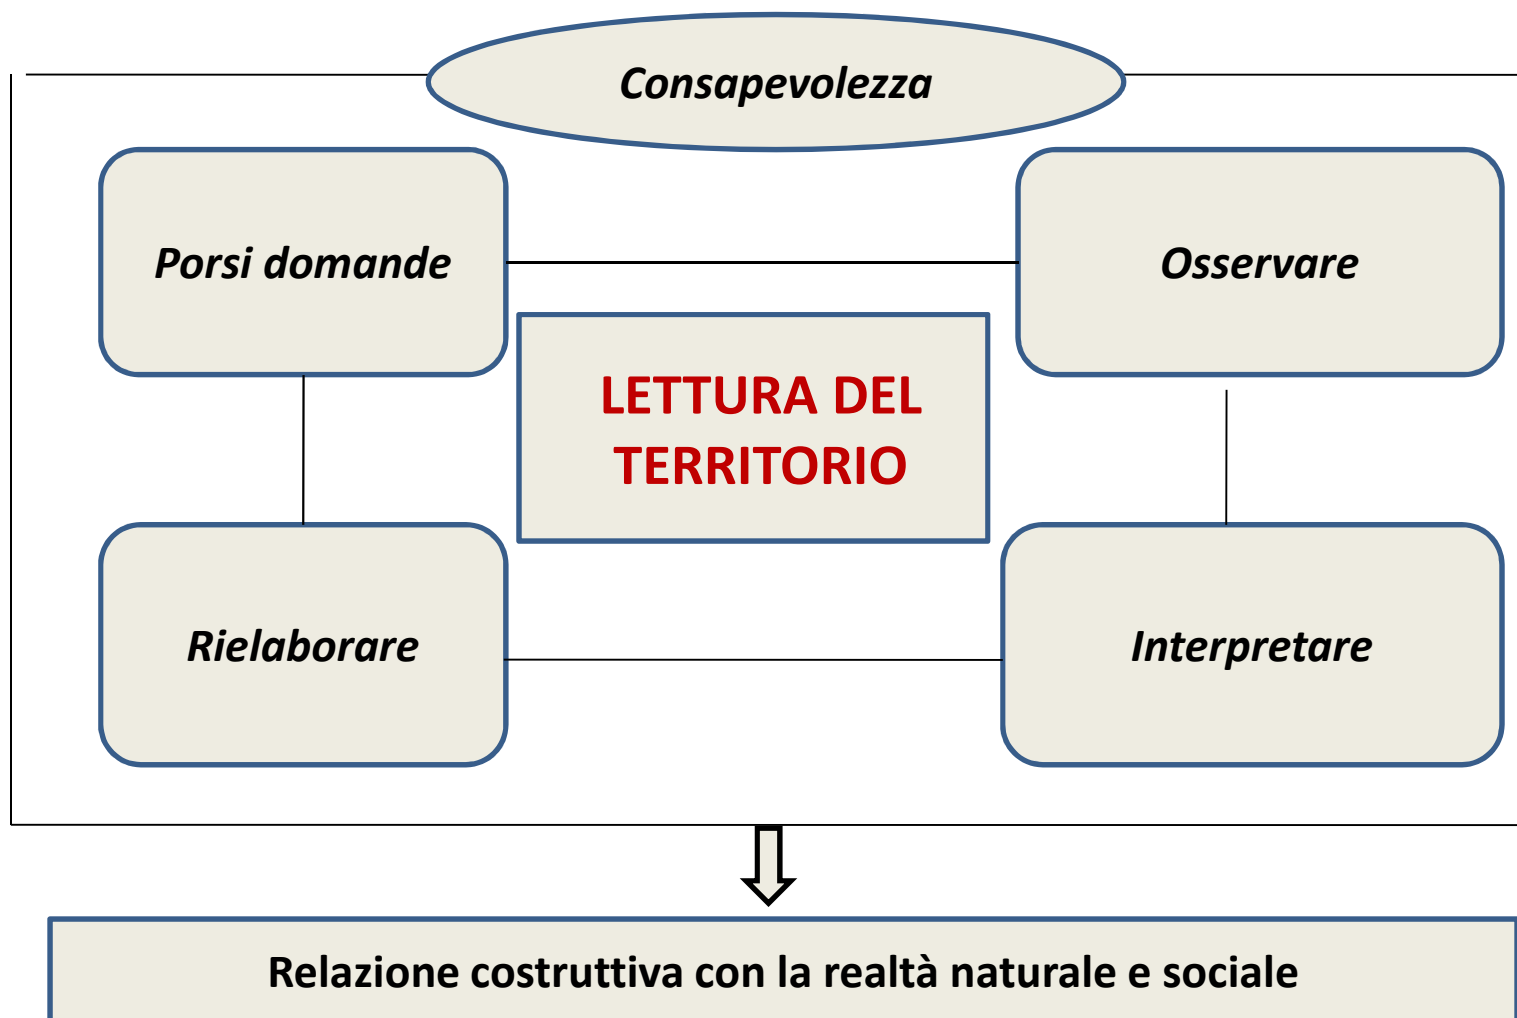 Consapevolezza
Porsi domande
Osservare
LETTURA DEL
TERRITORIO
Rielaborare
Interpretare
Relazione costruttiva con la realtà naturale e sociale